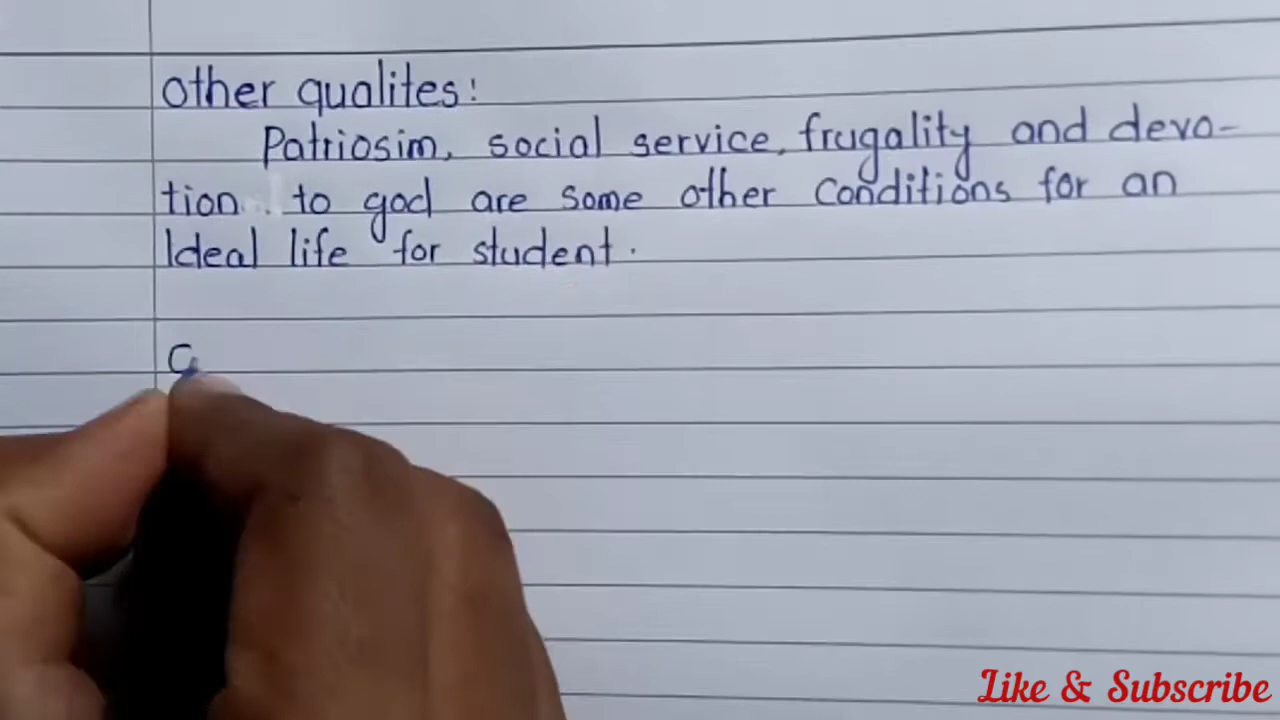 other qualites:
Patriosim, social service, frugality and devo-
tion to god are some other conditions for an
Ideal life for student.
C
Like & Subscribe